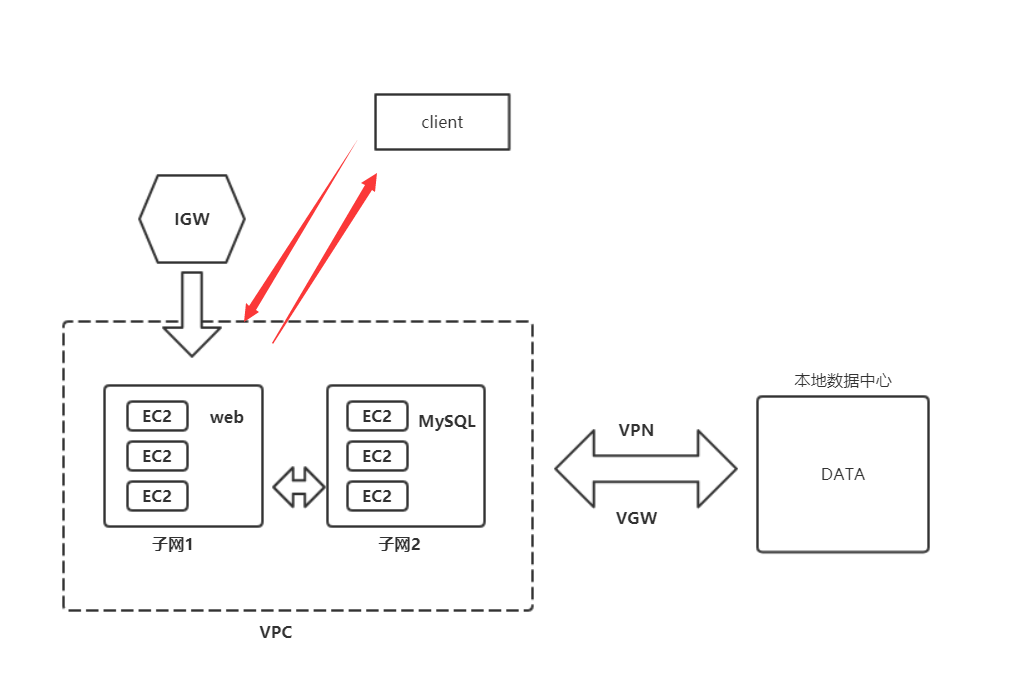 client
IGW
EC2
web
EC2
EC2
子网1
EC2
MySQL
EC2
EC2
子网2
VPC
VPN
VGW
本地数据中心
DATA